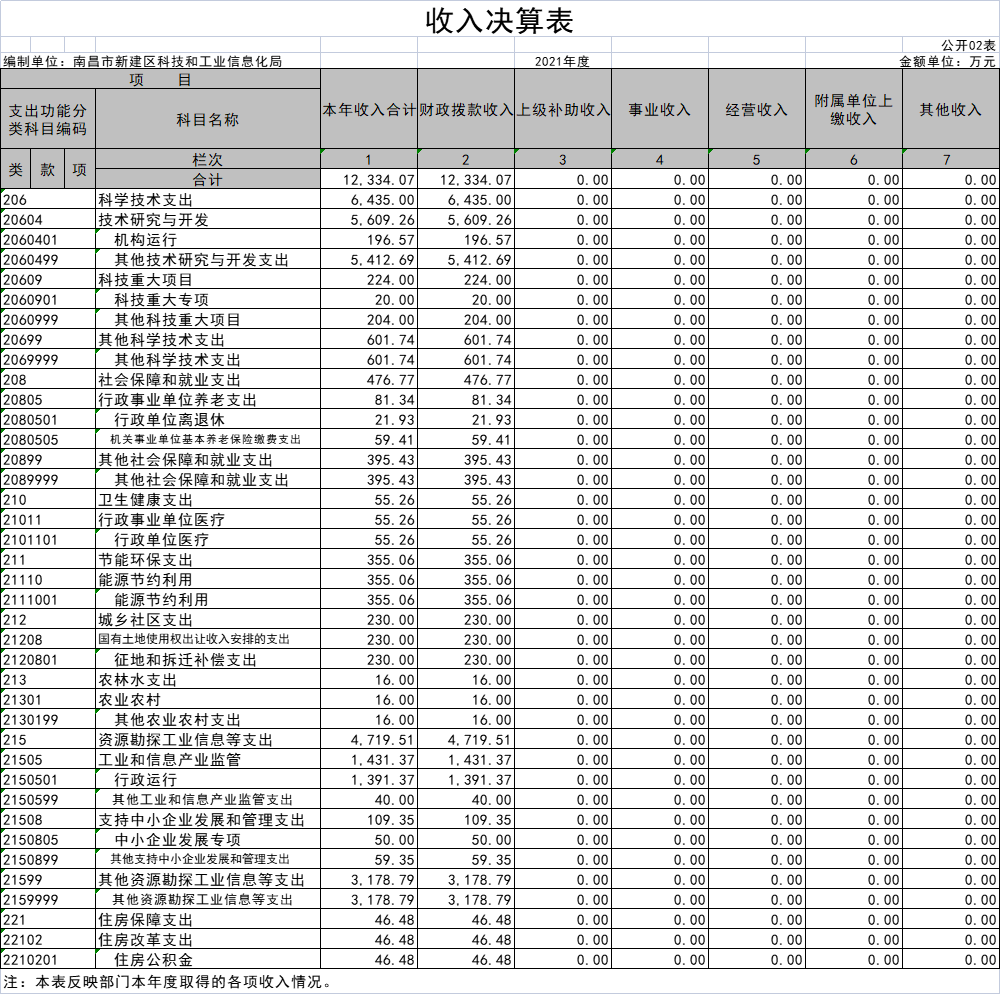 收入决算表
公开02表
编制单位：南昌市新建区科技和工业信息化局 2021年度 金额单位：万元
项 目 本年收入合计 财政拨款收入 上级补助收入 事业收入 经营收入 附属单位上缴收入 其他收入
支出功能分类科目编码 科目名称
类 款 项 栏次 1 2 3 4 5 6 7
合计 12,334.07 12,334.07 0.00 0.00 0.00 0.00 0.00
206 科学技术支出 6,435.00 6,435.00 0.00 0.00 0.00 0.00 0.00
20604 技术研究与开发 5,609.26 5,609.26 0.00 0.00 0.00 0.00 0.00
2060401 机构运行 196.57 196.57 0.00 0.00 0.00 0.00 0.00
2060499 其他技术研究与开发支出 5,412.69 5,412.69 0.00 0.00 0.00 0.00 0.00
20609 科技重大项目 224.00 224.00 0.00 0.00 0.00 0.00 0.00
2060901 科技重大专项 20.00 20.00 0.00 0.00 0.00 0.00 0.00
2060999 其他科技重大项目 204.00 204.00 0.00 0.00 0.00 0.00 0.00
20699 其他科学技术支出 601.74 601.74 0.00 0.00 0.00 0.00 0.00
2069999 其他科学技术支出 601.74 601.74 0.00 0.00 0.00 0.00 0.00
208 社会保障和就业支出 476.77 476.77 0.00 0.00 0.00 0.00 0.00
20805 行政事业单位养老支出 81.34 81.34 0.00 0.00 0.00 0.00 0.00
2080501 行政单位离退休 21.93 21.93 0.00 0.00 0.00 0.00 0.00
2080505 机关事业单位基本养老保险缴费支出 59.41 59.41 0.00 0.00 0.00 0.00 0.00
20899 其他社会保障和就业支出 395.43 395.43 0.00 0.00 0.00 0.00 0.00
2089999 其他社会保障和就业支出 395.43 395.43 0.00 0.00 0.00 0.00 0.00
210 卫生健康支出 55.26 55.26 0.00 0.00 0.00 0.00 0.00
21011 行政事业单位医疗 55.26 55.26 0.00 0.00 0.00 0.00 0.00
2101101 行政单位医疗 55.26 55.26 0.00 0.00 0.00 0.00 0.00
211 节能环保支出 355.06 355.06 0.00 0.00 0.00 0.00 0.00
21110 能源节约利用 355.06 355.06 0.00 0.00 0.00 0.00 0.00
2111001 能源节约利用 355.06 355.06 0.00 0.00 0.00 0.00 0.00
212 城乡社区支出 230.00 230.00 0.00 0.00 0.00 0.00 0.00
21208 国有土地使用权出让收入安排的支出 230.00 230.00 0.00 0.00 0.00 0.00 0.00
2120801 征地和拆迁补偿支出 230.00 230.00 0.00 0.00 0.00 0.00 0.00
213 农林水支出 16.00 16.00 0.00 0.00 0.00 0.00 0.00
21301 农业农村 16.00 16.00 0.00 0.00 0.00 0.00 0.00
2130199 其他农业农村支出 16.00 16.00 0.00 0.00 0.00 0.00 0.00
215 资源勘探工业信息等支出 4,719.51 4,719.51 0.00 0.00 0.00 0.00 0.00
21505 工业和信息产业监管 1,431.37 1,431.37 0.00 0.00 0.00 0.00 0.00
2150501 行政运行 1,391.37 1,391.37 0.00 0.00 0.00 0.00 0.00
2150599 其他工业和信息产业监管支出 40.00 40.00 0.00 0.00 0.00 0.00 0.00
21508 支持中小企业发展和管理支出 109.35 109.35 0.00 0.00 0.00 0.00 0.00
2150805 中小企业发展专项 50.00 50.00 0.00 0.00 0.00 0.00 0.00
2150899 其他支持中小企业发展和管理支出 59.35 59.35 0.00 0.00 0.00 0.00 0.00
21599 其他资源勘探工业信息等支出 3,178.79 3,178.79 0.00 0.00 0.00 0.00 0.00
2159999 其他资源勘探工业信息等支出 3,178.79 3,178.79 0.00 0.00 0.00 0.00 0.00
221 住房保障支出 46.48 46.48 0.00 0.00 0.00 0.00 0.00
22102 住房改革支出 46.48 46.48 0.00 0.00 0.00 0.00 0.00
2210201 住房公积金 46.48 46.48 0.00 0.00 0.00 0.00 0.00
注：本表反映部门本年度取得的各项收入情况。